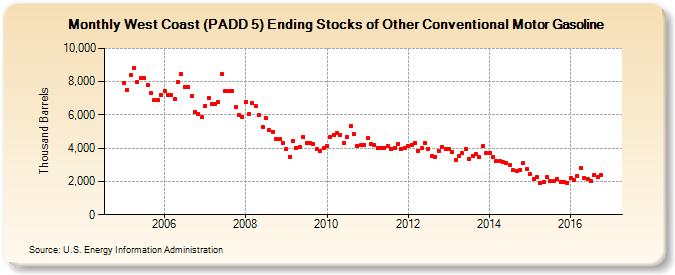 Monthly West Coast (PADD 5) Ending Stocks of Other Conventional Motor Gasoline
Thousand Barrels
10,000
8,000
6,000
4,000
2,000
0
2006 2008 2010 2012 2014 2016
Source: U.S. Energy Information Administration